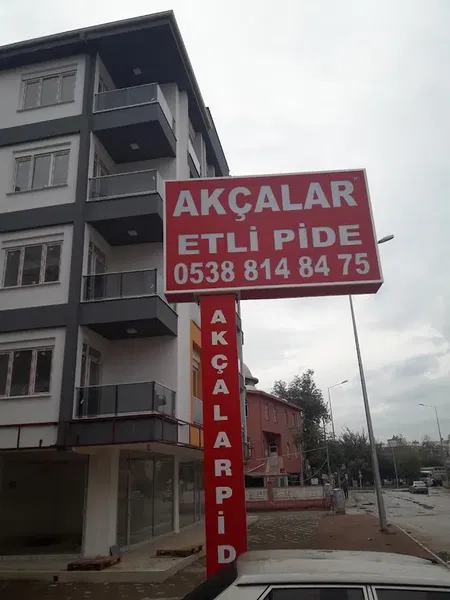 AKÇALAR
ETLİ PİDE
0538 814 84 75
AKÇALAR PİD